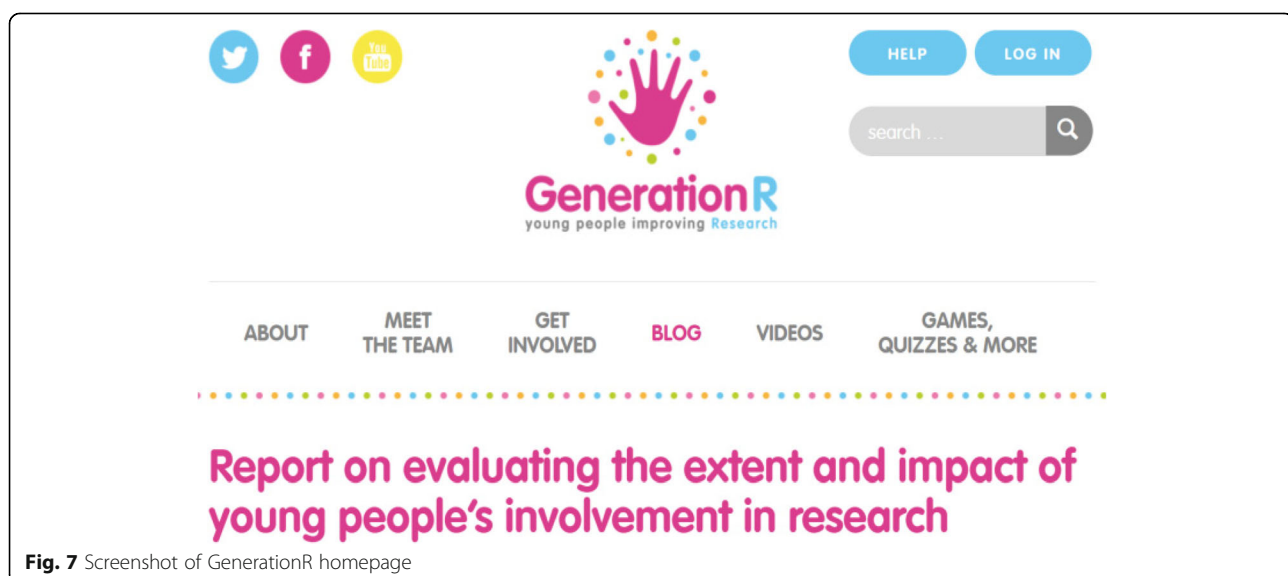 f
You
Tube
HELP
LOG IN
search ...
GenerationR
young people improving Research
ABOUT
MEET
THE TEAM
GET
INVOLVED
BLOG
VIDEOS
GAMES,
QUIZZES & MORE
Report on evaluating the extent and impact of
young people's involvement in research
Fig. 7 Screenshot of GenerationR homepage